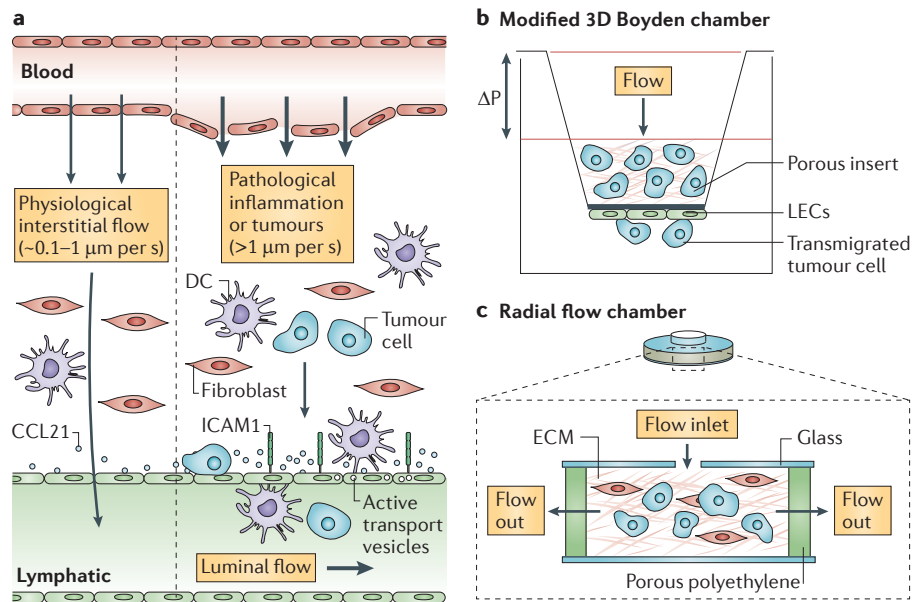 a
Blood
Physiological
interstitial flow
(~0.1–1 μm per s)
Pathological
inflammation
or tumours
(>1 μm per s)
DC
Tumour
cell
Fibroblast
CCL21
ICAM1
Active
transport
vesicles
Luminal flow
Lymphatic
b Modified 3D Boyden chamber
ΔP
Flow
Porous insert
LECs
Transmigrated
tumour cell
c Radial flow chamber
ECM
Flow inlet
Glass
Flow
out
Flow
out
Porous polyethylene